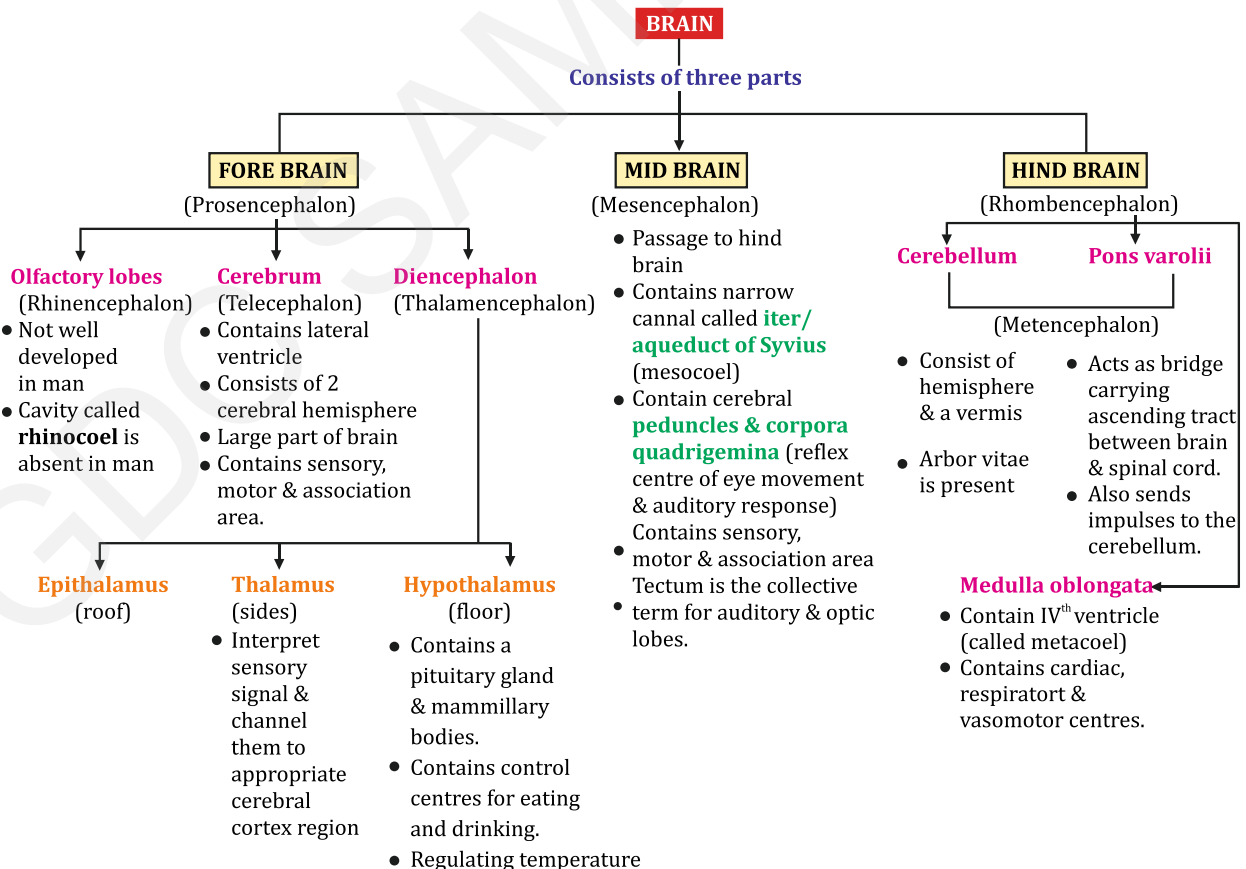 BRAIN
Consists of three parts
FORE BRAIN
(Prosencephalon)
Olfactory lobes
(Rhinencephalon)
● Not well
developed
in man
● Cavity called
rhinocoel is
absent in man
Cerebrum
(Telecephalon)
● Contains lateral
ventricle
● Consists of 2
cerebral hemisphere
● Large part of brain
● Contains sensory,
motor & association
area.
Diencephalon
(Thalamencephalon)
Epithalamus
(roof)
Thalamus
(sides)
● Interpret
sensory
signal &
channel
them to
appropriate
cerebral
cortex region
Hypothalamus
(floor)
● Contains a
pituitary gland
& mammillary
bodies.
● Contains control
centres for eating
and drinking.
● Regulating temperature
MID BRAIN
(Mesencephalon)
● Passage to hind
brain
● Contains narrow
cannal called iter/
aqueduct of Syvius
(mesocoel)
● Contain cerebral
peduncles & corpora
quadrigemina (reflex
centre of eye movement
& auditory response)
Contains sensory,
● motor & association area
Tectum is the collective
● term for auditory & optic
lobes.
HIND BRAIN
(Rhombencephalon)
Cerebellum
Pons varolii
(Metencephalon)
● Consist of
hemisphere
& a vermis
● Arbor vitae
is present
● Acts as bridge
carrying
ascending tract
between brain
& spinal cord.
● Also sends
impulses to the
cerebellum.
Medulla oblongata
● Contain IVth ventricle
(called metacoel)
● Contains cardiac,
respiratort &
vasomotor centres.
GDC SAM